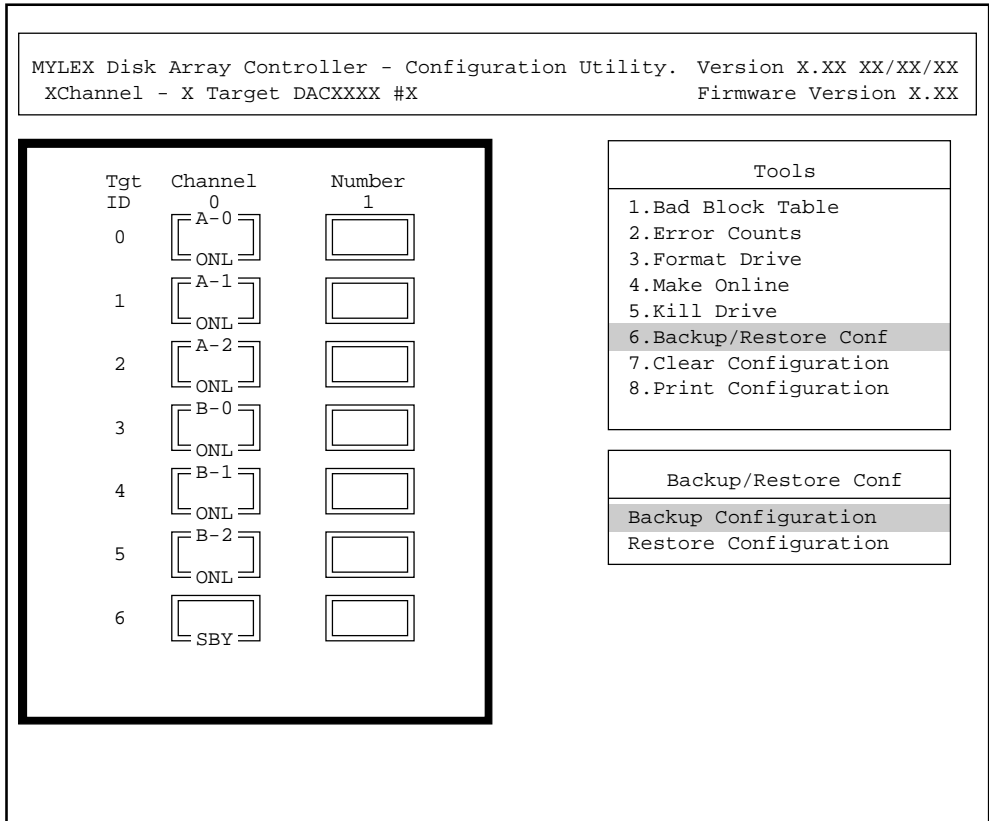 MYLEX Disk Array Controller - Configuration Utility. Version X.XX XX/XX/XX
XChannel - X Target DACXXXX #X Firmware Version X.XX
Tgt Channel Number
ID 0 1
A-0
0
ONL
A-1
1
ONL
A-2
2
ONL
B-0
3
ONL
B-1
4
ONL
B-2
5
ONL
6
SBY
Tools
1.Bad Block Table
2.Error Counts
3.Format Drive
4.Make Online
5.Kill Drive
6.Backup/Restore Conf
7.Clear Configuration
8.Print Configuration
Backup/Restore Conf
Backup Configuration
Restore Configuration